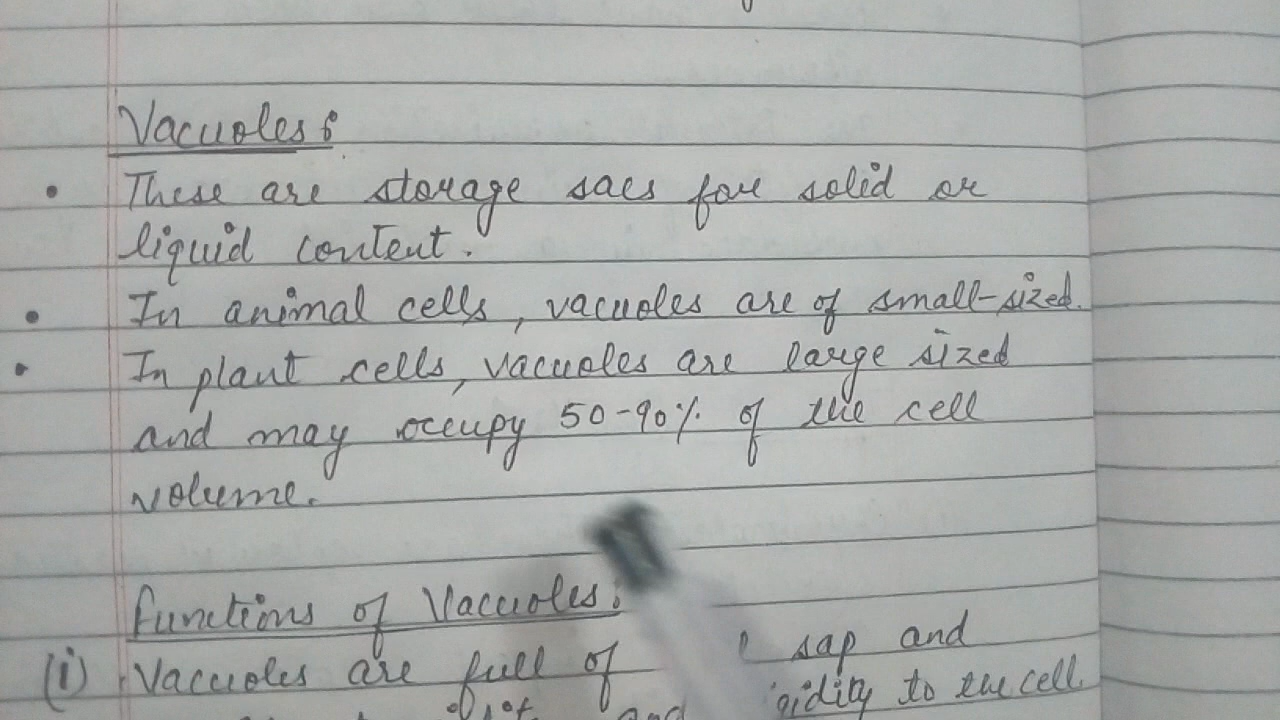 Vacuoles :
• These are storage sacs for solid or
liquid content.
• In animal cells, vacuoles are of small-sized.
• In plant cells, vacuoles are large sized
and may occupy 50-90% of the cell
volume.
Functions of Vacuoles :
(i) Vacuoles are full of sap and
to the cell
and